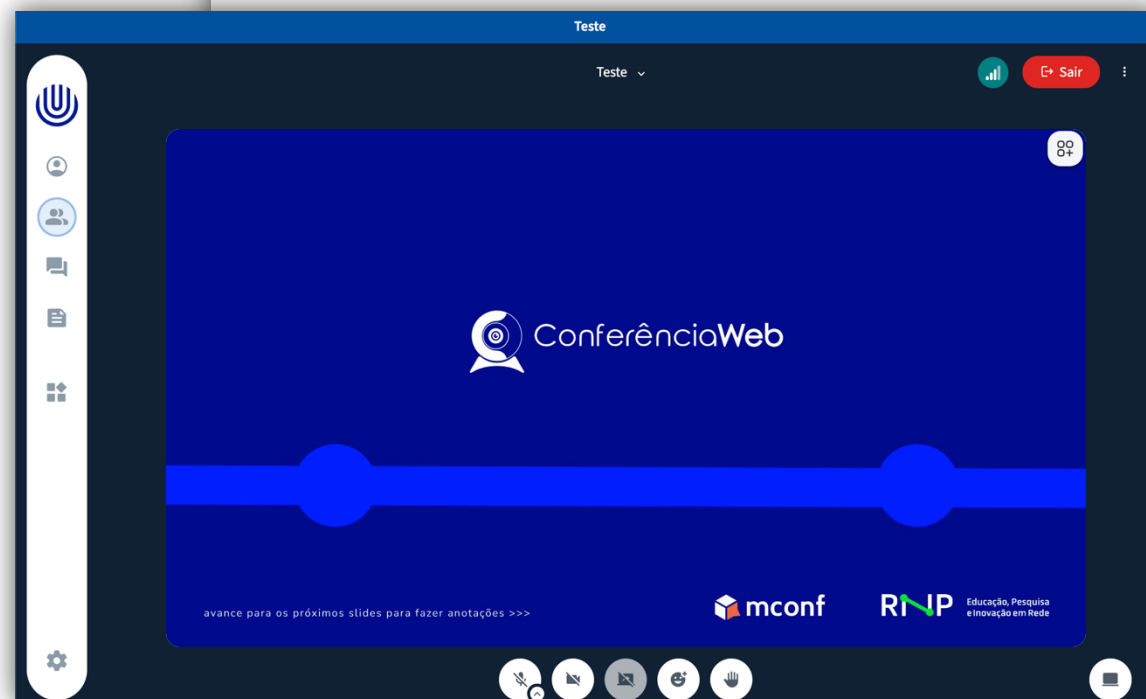 Teste
Teste
Sair
ConferênciaWeb
avance para os próximos slides para fazer anotações >>>
mconf
RNP
Educação, Pesquisa
e Inovação em Rede